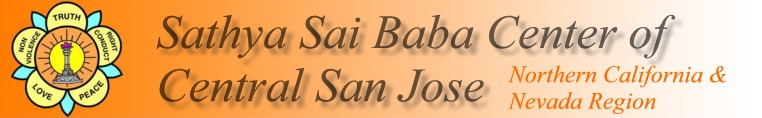 TRUTH
RIGHT CONDUCT
PEACE
LOVE
NON VIOLENCE
Sathya Sai Baba Center of
Central San Jose
Northern California &
Nevada Region